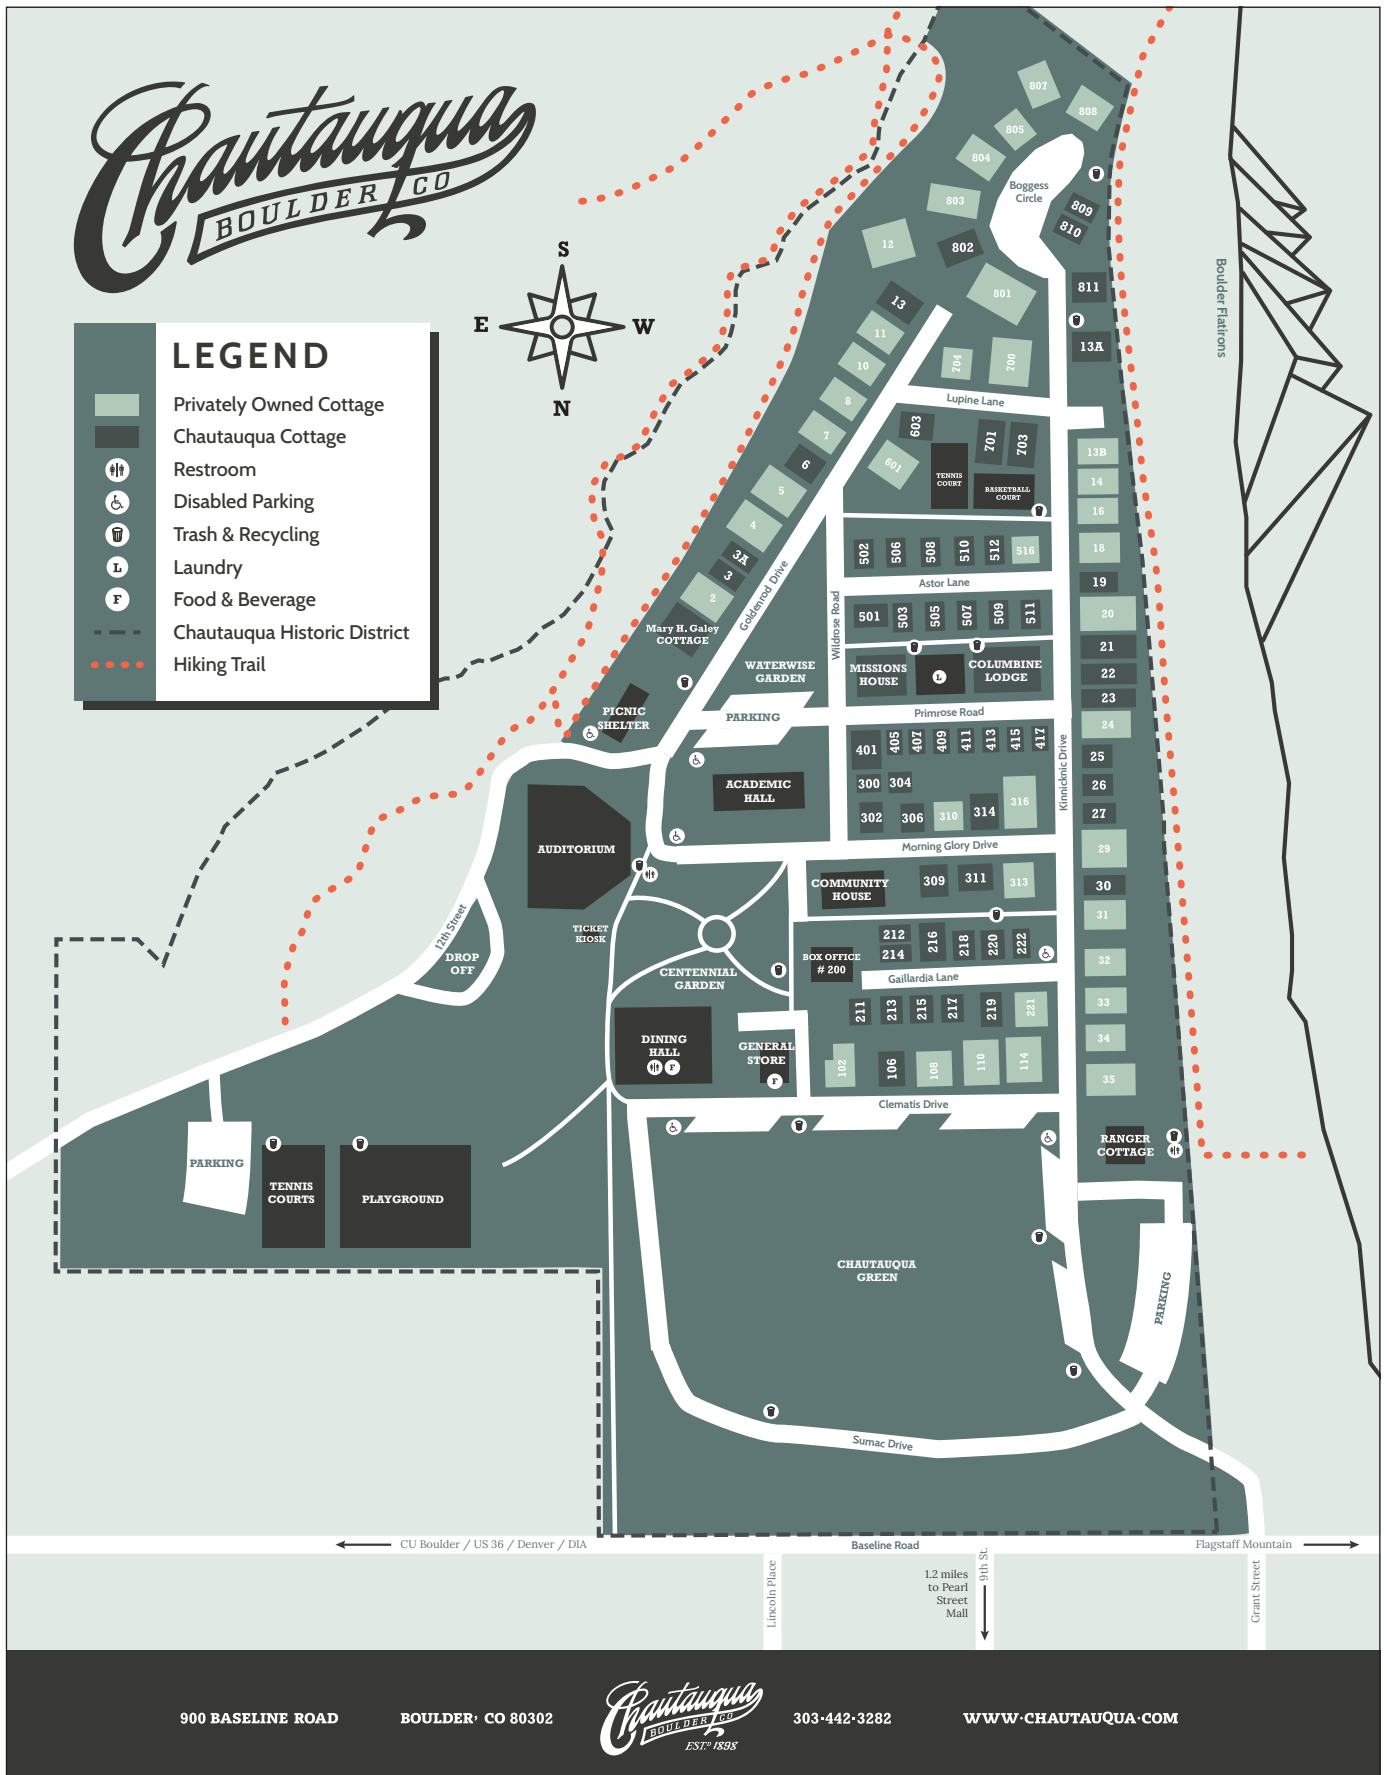 Chautauqua
BOULDER CO
S
E
W
N
LEGEND
Privately Owned Cottage
Chautauqua Cottage
Restroom
Disabled Parking
Trash & Recycling
L
Laundry
F
Food & Beverage
Chautauqua Historic District
Hiking Trail
807
808
805
804
Boggess
Circle
803
809
810
12
802
811
801
13
13A
11
704
700
10
Lupine Lane
8
603
701
703
7
601
6
TENNIS
COURT
BASKETBALL
COURT
5
4
13B
14
16
18
502
506
508
510
512
516
3A
3
Astor Lane
19
2
Goldenrod Drive
Wildrose Road
501
503
505
507
509
511
20
Mary H. Galey
COTTAGE
21
WATERWISE
GARDEN
MISSIONS
HOUSE
L
COLUMBINE
LODGE
22
23
PICNIC
SHELTER
PARKING
Primrose Road
24
401
405
407
409
411
413
415
417
Kinnicknic Drive
25
ACADEMIC
HALL
300
304
26
302
306
310
314
316
27
AUDITORIUM
Morning Glory Drive
29
COMMUNITY
HOUSE
309
311
313
30
31
12th Street
TICKET
KIOSK
212
214
216
218
220
222
DROP
OFF
BOX OFFICE
# 200
32
CENTENNIAL
GARDEN
Gaillardia Lane
211
213
215
217
219
221
33
DINING
HALL
F
GENERAL
STORE
F
34
102
106
108
110
114
35
Clematis Drive
RANGER
COTTAGE
PARKING
TENNIS
COURTS
PLAYGROUND
CHAUTAUQUA
GREEN
PARKING
Sumac Drive
Boulder Flatirons
CU Boulder / US 36 / Denver / DIA
Baseline Road
Flagstaff Mountain
Lincoln Place
1.2 miles
to Pearl
Street
Mall
9th St.
Grant Street
900 BASELINE ROAD
BOULDER, CO 80302
Chautauqua
BOULDER CO
EST.D 1898
303·442·3282
WWW·CHAUTAUQUA·COM